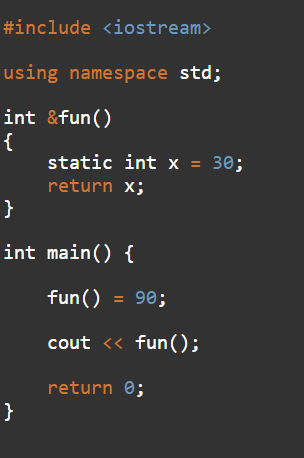 #include <iostream>
using namespace std;
int &fun()
{
    static int x = 30;
    return x;
}
int main() {
    fun() = 90;
    cout << fun();
    return 0;
}